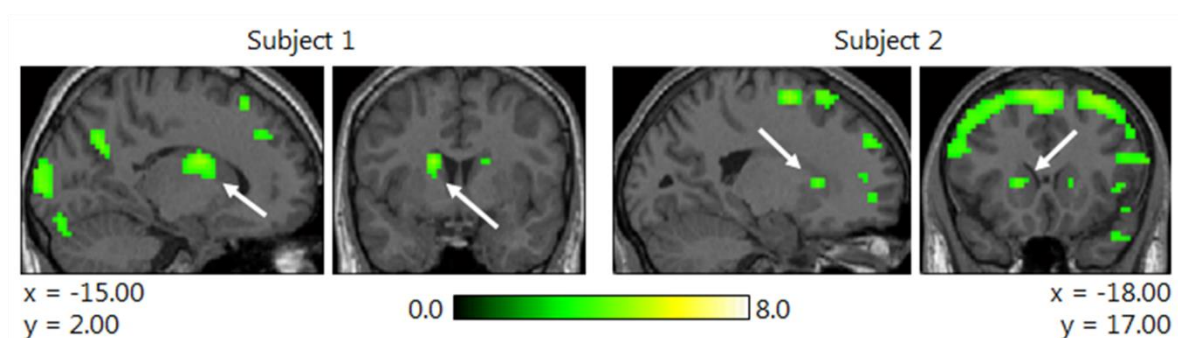 Subject 1
Subject 2
x = -15.00
y = 2.00
0.0
8.0
x = -18.00
y = 17.00